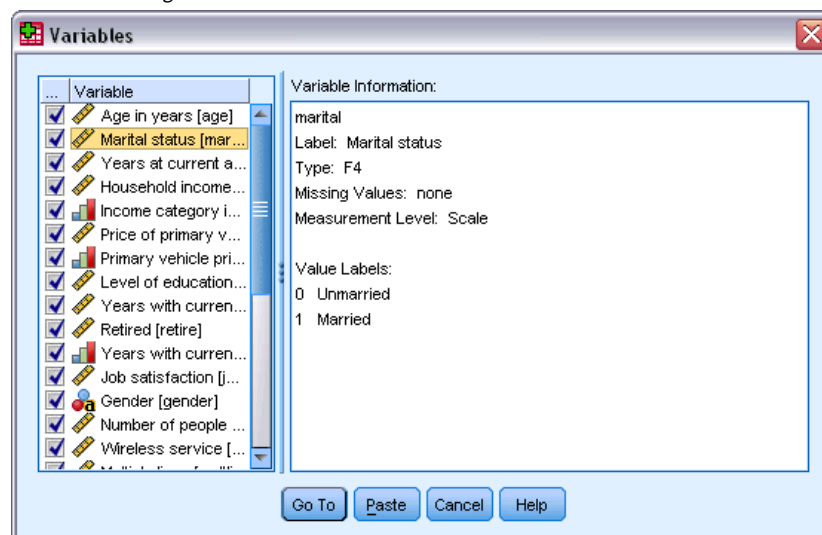 Variables
... Variable
Age in years [age]
Marital status [mar...
Years at current a...
Household income...
Income category i...
Price of primary v...
Primary vehicle pri...
Level of education...
Years with curren...
Retired [retire]
Years with curren...
Job satisfaction [j...
Gender [gender]
Number of people ...
Wireless service [...
Variable Information:
marital
Label: Marital status
Type: F4
Missing Values: none
Measurement Level: Scale
Value Labels:
0 Unmarried
1 Married
Go To Paste Cancel Help